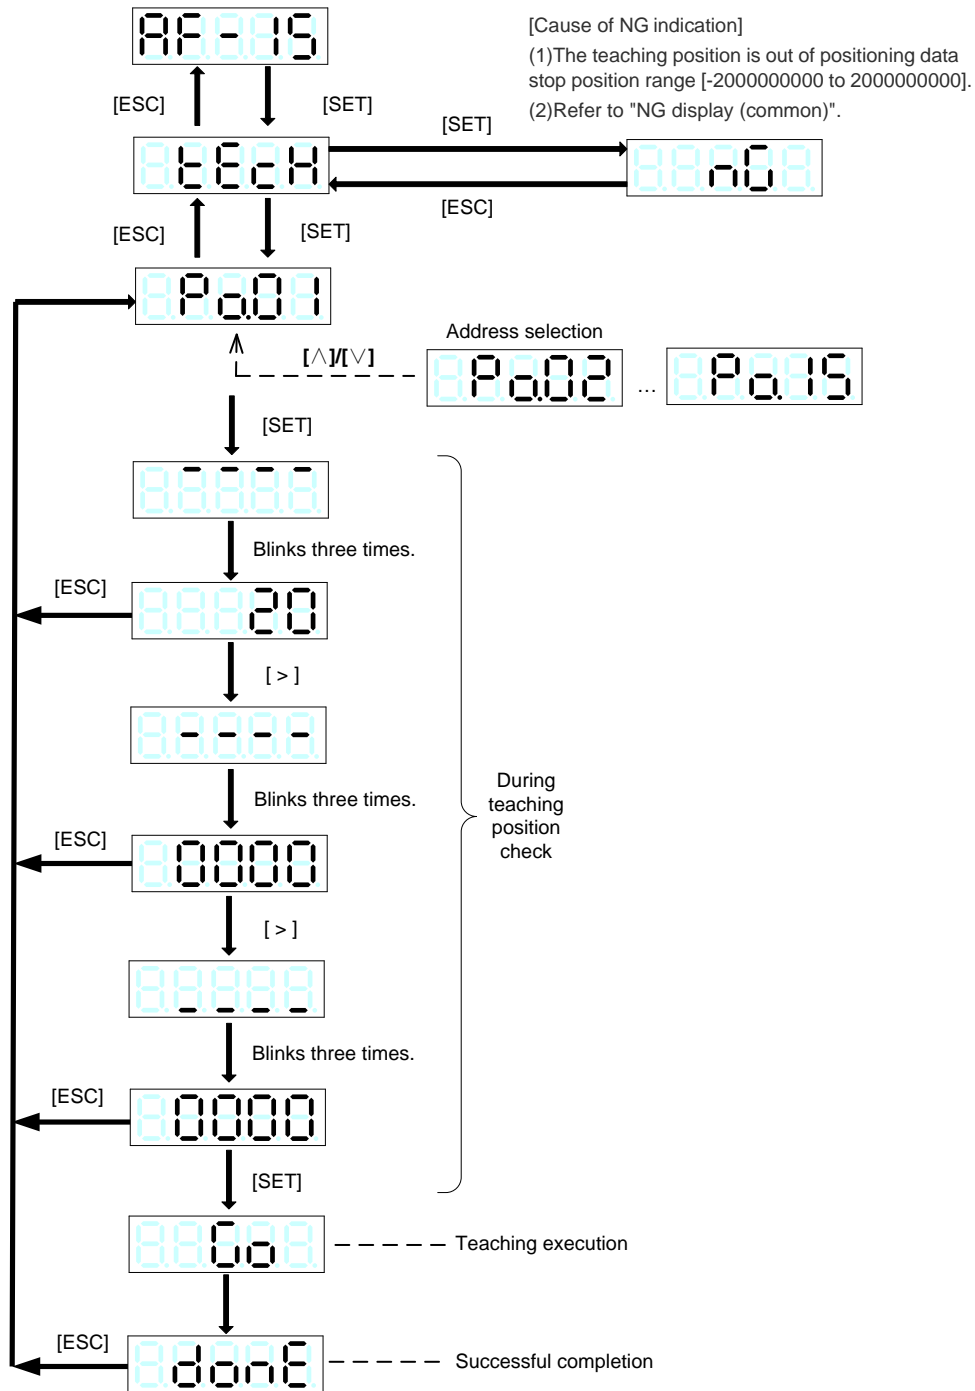 AF-15
[Cause of NG indication]
(1)The teaching position is out of positioning data
stop position range [-2000000000 to 2000000000].
(2)Refer to "NG display (common)".
[ESC]
[SET]
tEcH
[SET]
nG
[ESC]
[ESC]
[SET]
Po.01
Address selection
[∧]/[∨]
Po.02
...
Po.15
[SET]
- - - -
Blinks three times.
[ESC]
20
[ > ]
- - - -
Blinks three times.
During
teaching
position
check
[ESC]
0000
[ > ]
_ _ _ _
Blinks three times.
[ESC]
0000
[SET]
Go
Teaching execution
[ESC]
donE
Successful completion